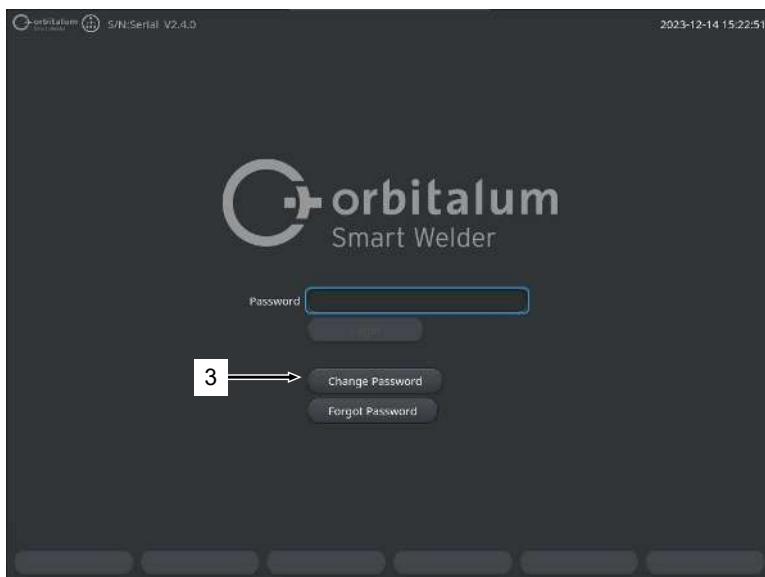 orbitalum S/N:Serial V2.4.0 2023-12-14 15:22:51
orbitalum
Smart Welder
Password
Login
3 Change Password
Forgot Password